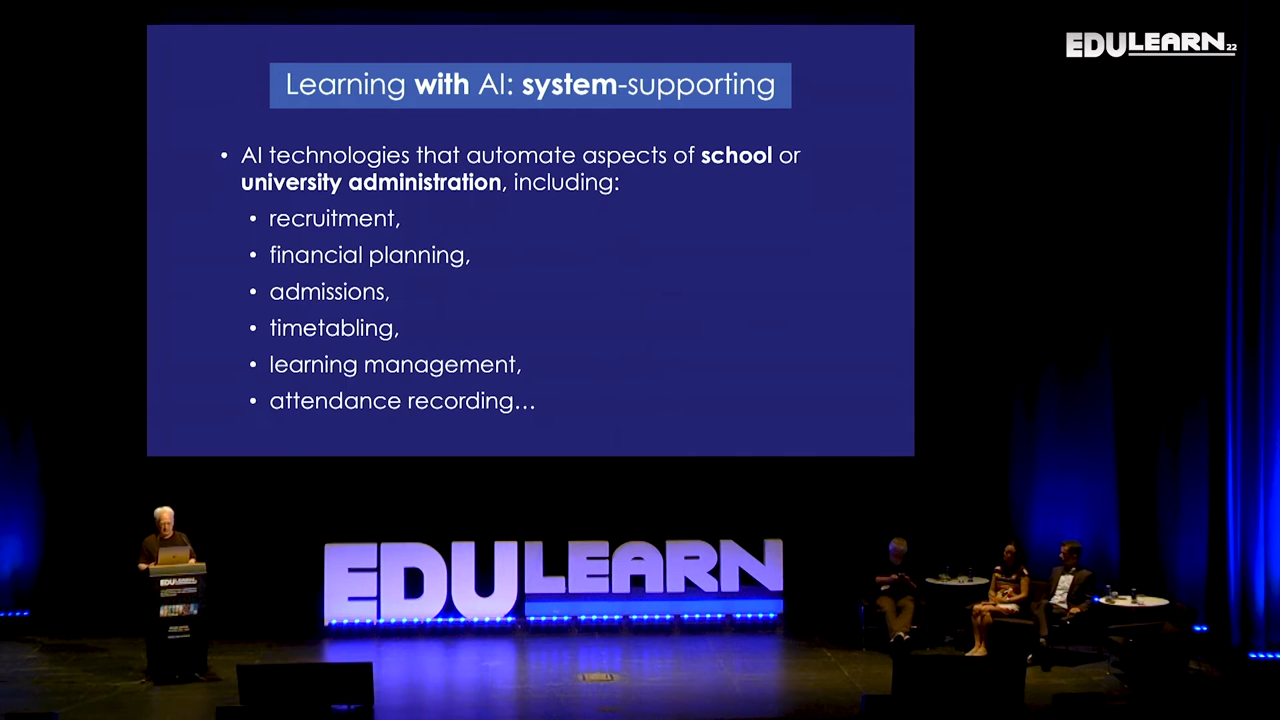 EDULEARN22
Learning with AI: system-supporting
• AI technologies that automate aspects of school or
university administration, including:
• recruitment,
• financial planning,
• admissions,
• timetabling,
• learning management,
• attendance recording…
EDULEARN
EDULEARN